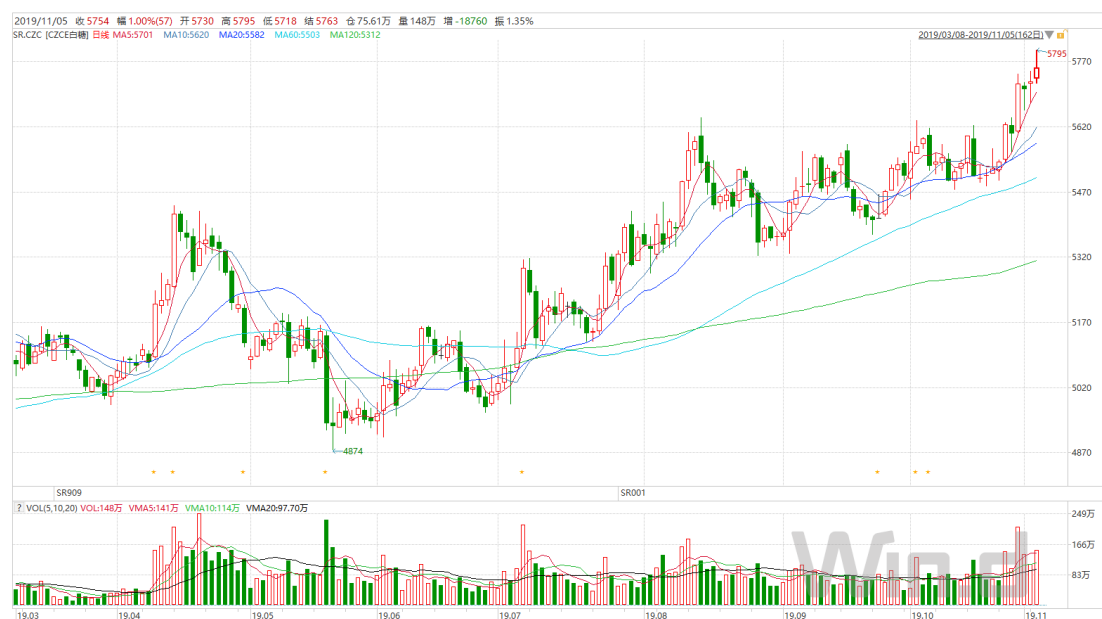 2019/11/05 收 5754 幅 1.00%(57) 开 5730 高 5795 低 5718 结 5763 仓 75.61万 量 148万 增 -18760 振 1.35%
SR.CZC [CZCE白糖] 日线 MA5:5701 MA10:5620 MA20:5582 MA60:5503 MA120:5312 2019/03/08-2019/11/05(162日)
5795
5770
5620
5470
5320
5170
5020
4874
4870
SR909 SR001
? VOL(5,10,20) VOL:148万 VMA5:141万 VMA10:114万 VMA20:97.70万
249万
166万
83万
Win.d
19.03 19.04 19.05 19.06 19.07 19.08 19.09 19.10 19.11